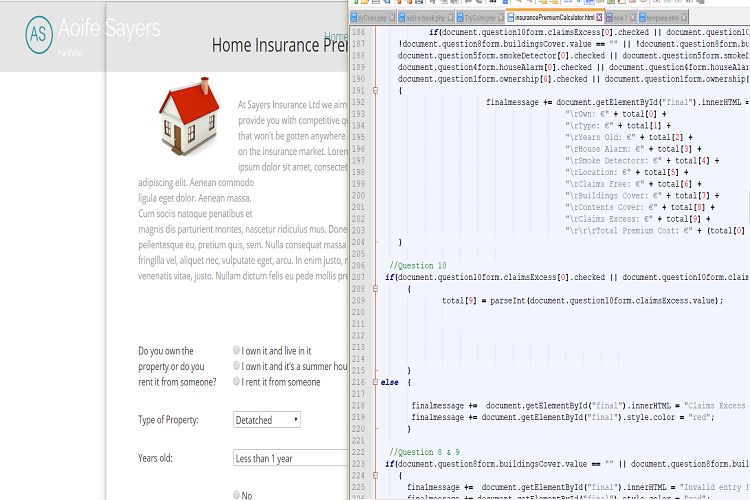 AS
Aoife Sayers
Portfolio
Home
Home Insurance Pre
At Sayers Insurance Ltd we aim
provide you with competitive
that won't be gotten anywhere
on the insurance market.
ipsum dolor sit amet,
adipiscing elit. Aenean commodo
ligula eget dolor. Aenean massa.
Cum sociis natoque penatibus et
magnis dis parturient montes, nascetur ridiculus mus.
pellentesque eu, pretium quis, sem. Nulla consequat massa
fringilla vel, aliquet nec, vulputate eget, arcu. In enim justo,
venenatis vitae, justo. Nullam dictum felis eu pede mollis
Do you own the
property or do you
rent it from someone?
I own it and live in it
I own it and it's a summer hou
I rent it from someone
Type of Property:
Detatched
Years old:
Less than 1 year
No
tryConn.php
add-a-book.php
TryConn.php
insurancePremiumCalculator.html
new 1
template.html
186 if(document.question10form.claimsExcess[0].checked || document.question10
187 !document.question8form.buildingsCover.value == "" || !document.question8form.bu
188 document.question5form.smokeDetector[0].checked || document.question5form.smokeD
189 document.question4form.houseAlarm[0].checked || document.question4form.houseAlar
190 document.question1form.ownership[0].checked || document.question1form.ownership[
191 {
192 finalmessage += document.getElementById("final").innerHTML =
193 "\rOwn: €" + total[0] +
194 "\rType: €" + total[1] +
195 "\rYears Old: €" + total[2] +
196 "\rHouse Alarm: €" + total[3] +
197 "\rSmoke Detectors: €" + total[4] +
198 "\rLocation: €" + total[5] +
199 "\rClaims Free: €" + total[6] +
200 "\rBuildings Cover: €" + total[7] +
201 "\rContents Cover: €" + total[8] +
202 "\rClaims Excess: €" + total[9] +
203 "\r\r\rTotal Premium Cost: €" + (total[0]
204 }
205
206 //Question 10
207 if(document.question10form.claimsExcess[0].checked || document.question10form.claim
208 {
209 total[9] = parseInt(document.question10form.claimsExcess.value);
210
211
212
213
214
215 }
216 else {
217
218 finalmessage += document.getElementById("final").innerHTML = "Claims Excess
219 finalmessage += document.getElementById("final").style.color = "red";
220 }
221
222 //Question 8 & 9
223 if(document.question8form.buildingsCover.value == "" || document.question8form.buil
224 {
225 finalmessage += document.getElementById("final").innerHTML = "Invalid entry f
226 finalmessage += document.getElementById("final").style.color = "red";